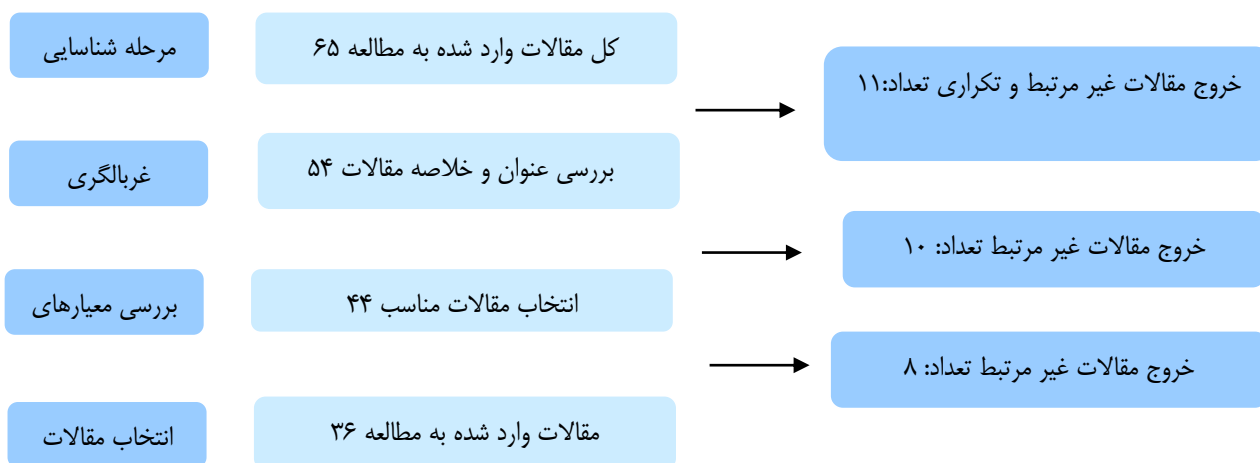 مرحله شناسایی
کل مقالات وارد شده به مطالعه ۶۵
خروج مقالات غیر مرتبط و تکراری تعداد:۱۱
غربالگری
بررسی عنوان و خلاصه مقالات ۵۴
خروج مقالات غیر مرتبط تعداد: ۱۰
بررسی معیارهای
انتخاب مقالات مناسب ۴۴
خروج مقالات غیر مرتبط تعداد: ۸
انتخاب مقالات
مقالات وارد شده به مطالعه ۳۶